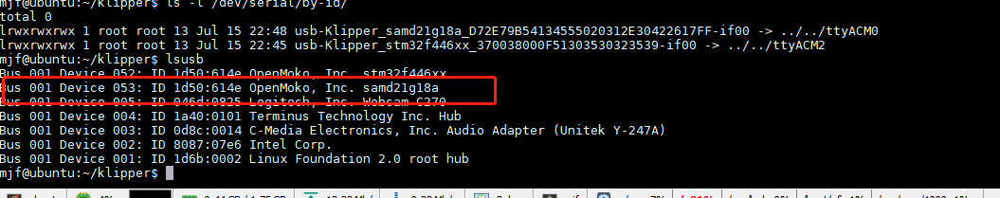 mjf@ubuntu:~/klipper$ ls -l /dev/serial/by-id/
total 0
lrwxrwxrwx 1 root root 13 Jul 15 22:48 usb-Klipper_samd21g18a_D72E79B54134555020312E30422617FF-if00 -> ../../ttyACM0
lrwxrwxrwx 1 root root 13 Jul 15 22:45 usb-Klipper_stm32f446xx_370038000F51303530323539-if00 -> ../../ttyACM2
mjf@ubuntu:~/klipper$ lsusb
Bus 001 Device 052: ID 1d50:614e OpenMoko, Inc. stm32f446xx
Bus 001 Device 053: ID 1d50:614e OpenMoko, Inc. samd21g18a
Bus 001 Device 005: ID 046d:0825 Logitech, Inc. Webcam C270
Bus 001 Device 004: ID 1a40:0101 Terminus Technology Inc. Hub
Bus 001 Device 003: ID 0d8c:0014 C-Media Electronics, Inc. Audio Adapter (Unitek Y-247A)
Bus 001 Device 002: ID 8087:07e6 Intel Corp.
Bus 001 Device 001: ID 1d6b:0002 Linux Foundation 2.0 root hub
mjf@ubuntu:~/klipper$